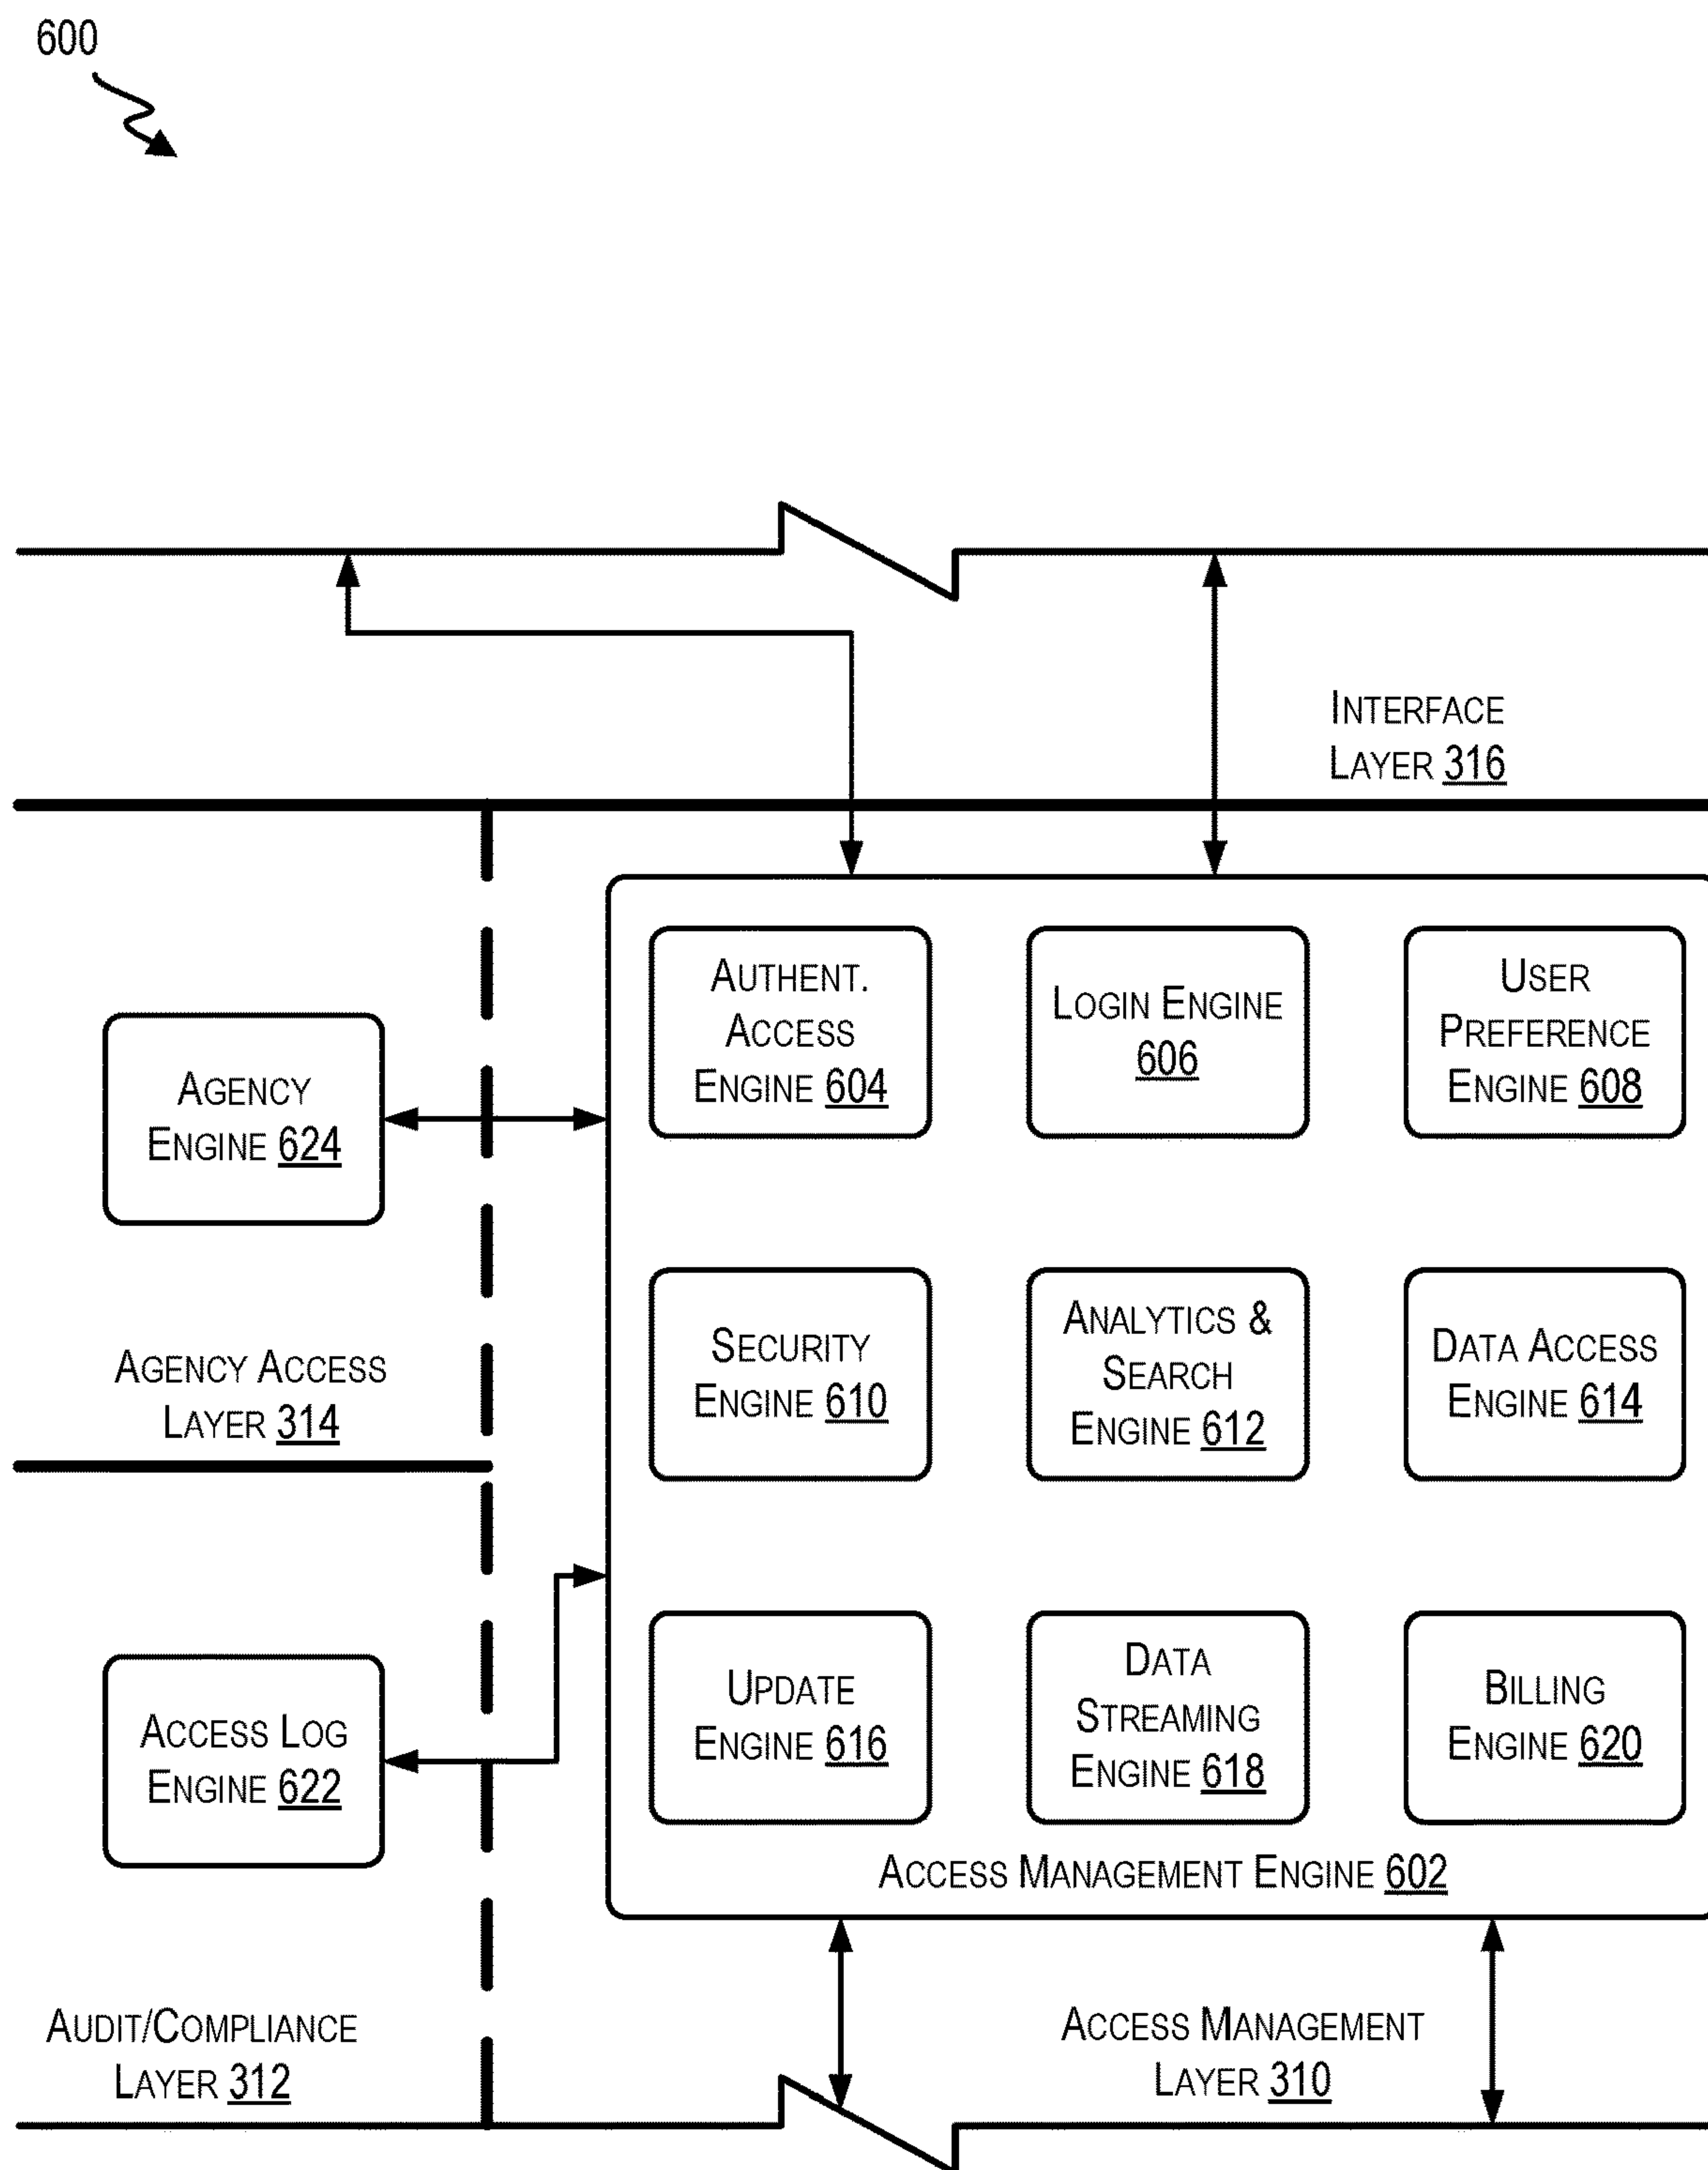 600
INTERFACE
LAYER 316
AUTHENT.
ACCESS
ENGINE 604
LOGIN ENGINE
606
USER
PREFERENCE
ENGINE 608
AGENCY
ENGINE 624
SECURITY
ENGINE 610
ANALYTICS &
SEARCH
ENGINE 612
DATA ACCESS
ENGINE 614
AGENCY ACCESS
LAYER 314
UPDATE
ENGINE 616
DATA
STREAMING
ENGINE 618
BILLING
ENGINE 620
ACCESS LOG
ENGINE 622
ACCESS MANAGEMENT ENGINE 602
AUDIT/COMPLIANCE
LAYER 312
ACCESS MANAGEMENT
LAYER 310